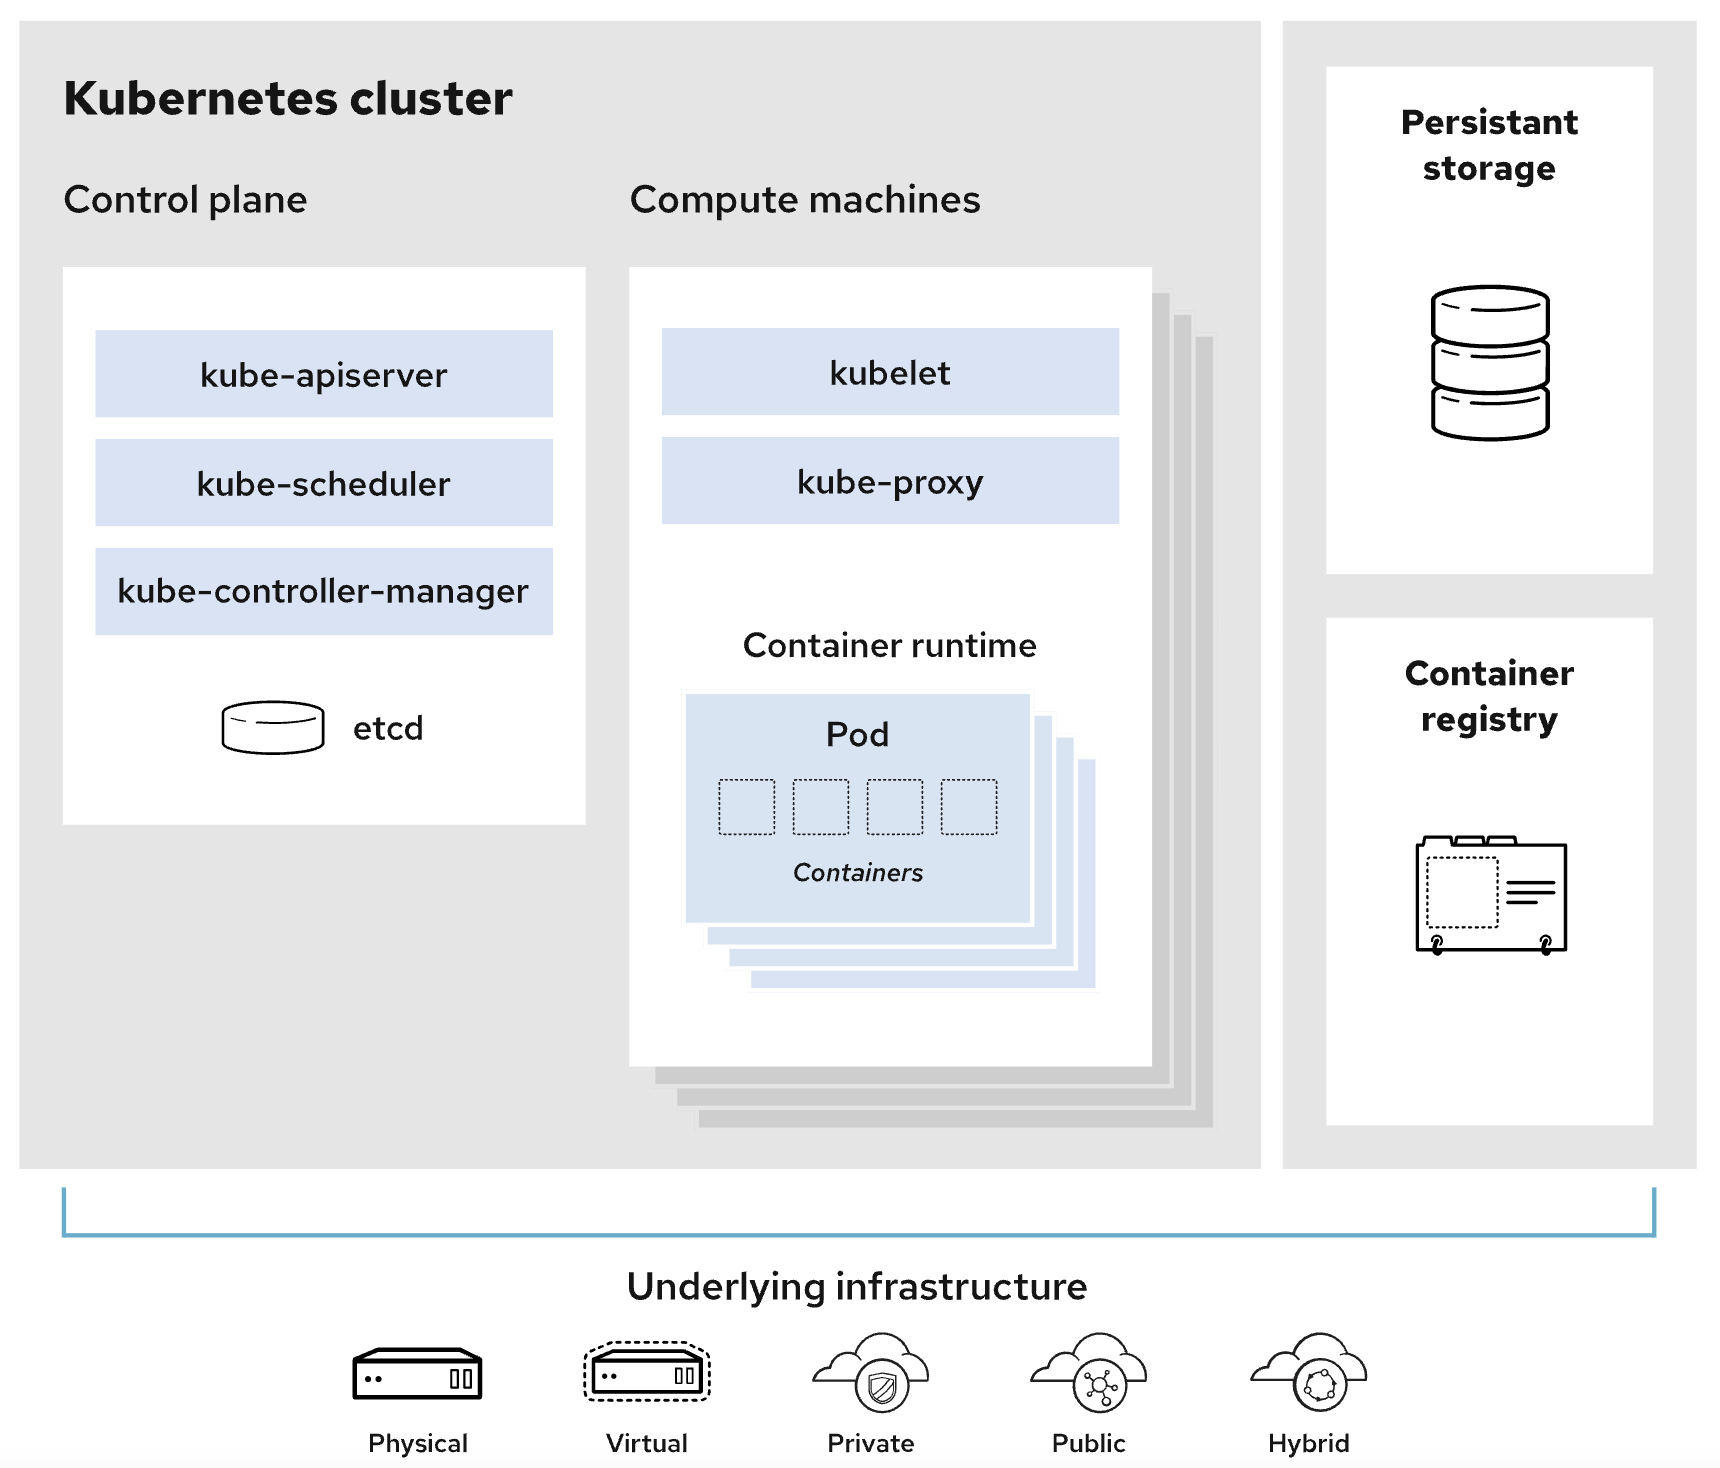 Kubernetes cluster
Control plane
kube-apiserver
kube-scheduler
kube-controller-manager
etcd
Compute machines
kubelet
kube-proxy
Container runtime
Pod
Containers
Persistant
storage
Container
registry
Underlying infrastructure
Physical
Virtual
Private
Public
Hybrid